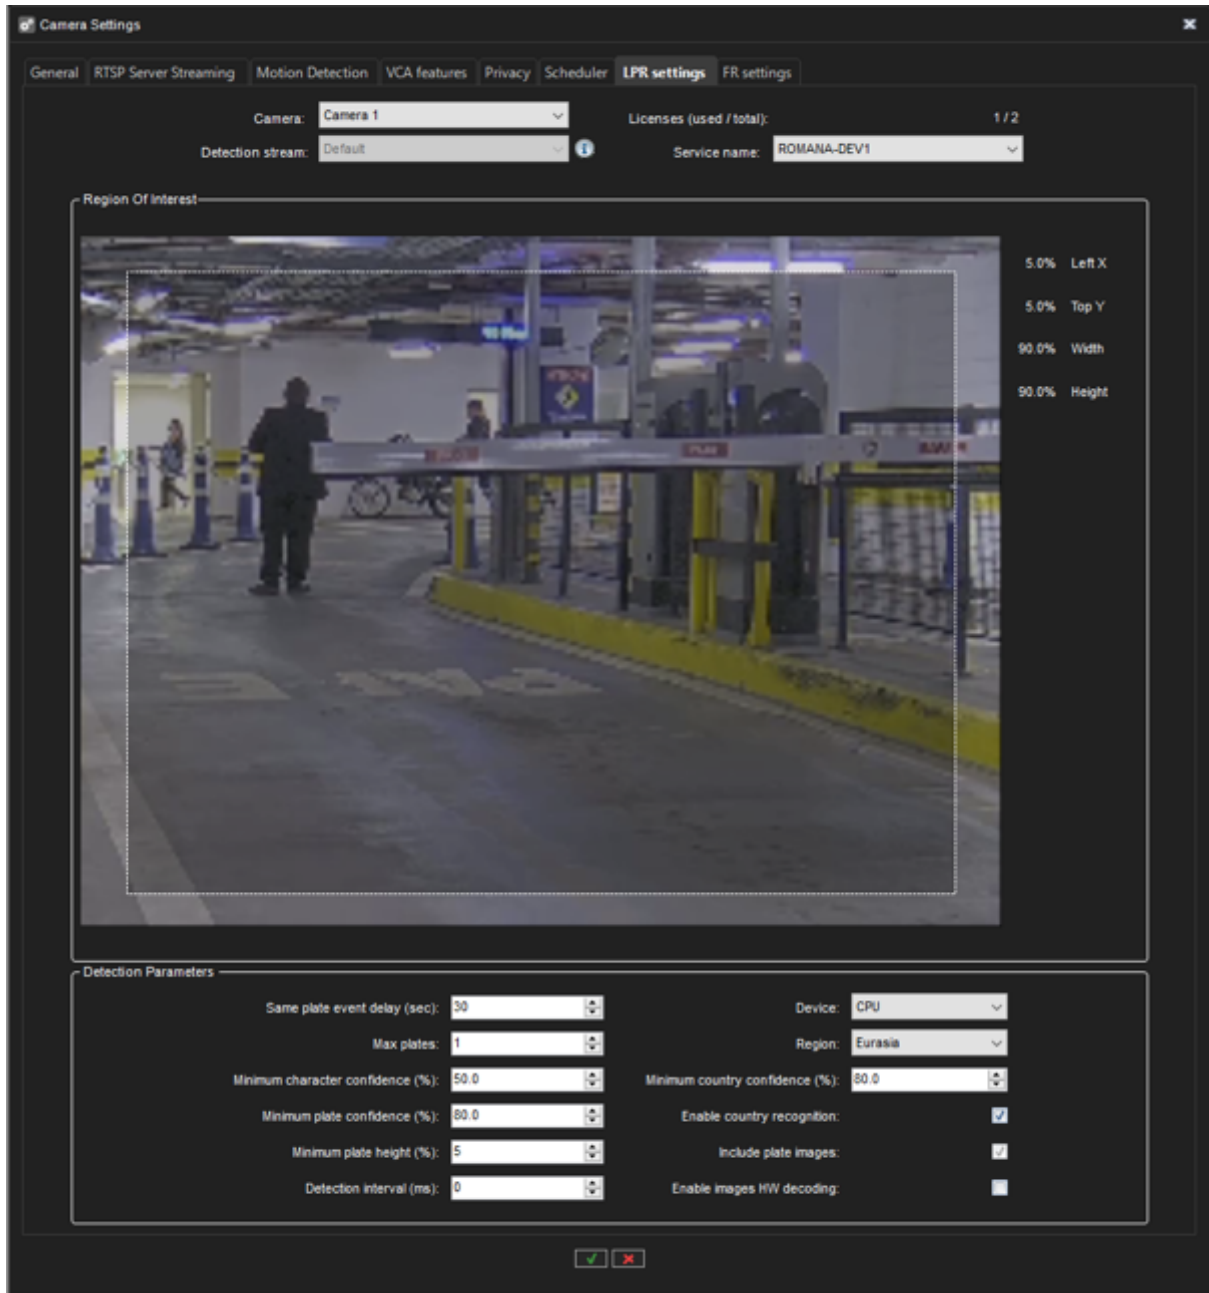 Camera Settings
General RTSP Server Streaming Motion Detection VCA features Privacy Scheduler LPR settings FR settings
Camera: Camera 1 Licenses (used / total): 1 / 2
Detection stream: Default Service name: ROMANA-DEV1
Region Of Interest
5.0% Left X
5.0% Top Y
90.0% Width
90.0% Height
Detection Parameters
Same plate event delay (sec): 30 Device: CPU
Max plates: 1 Region: Eurasia
Minimum character confidence (%): 50.0 Minimum country confidence (%): 80.0
Minimum plate confidence (%): 80.0 Enable country recognition:
Minimum plate height (%): 5 Include plate images:
Detection interval (ms): 0 Enable images HW decoding: